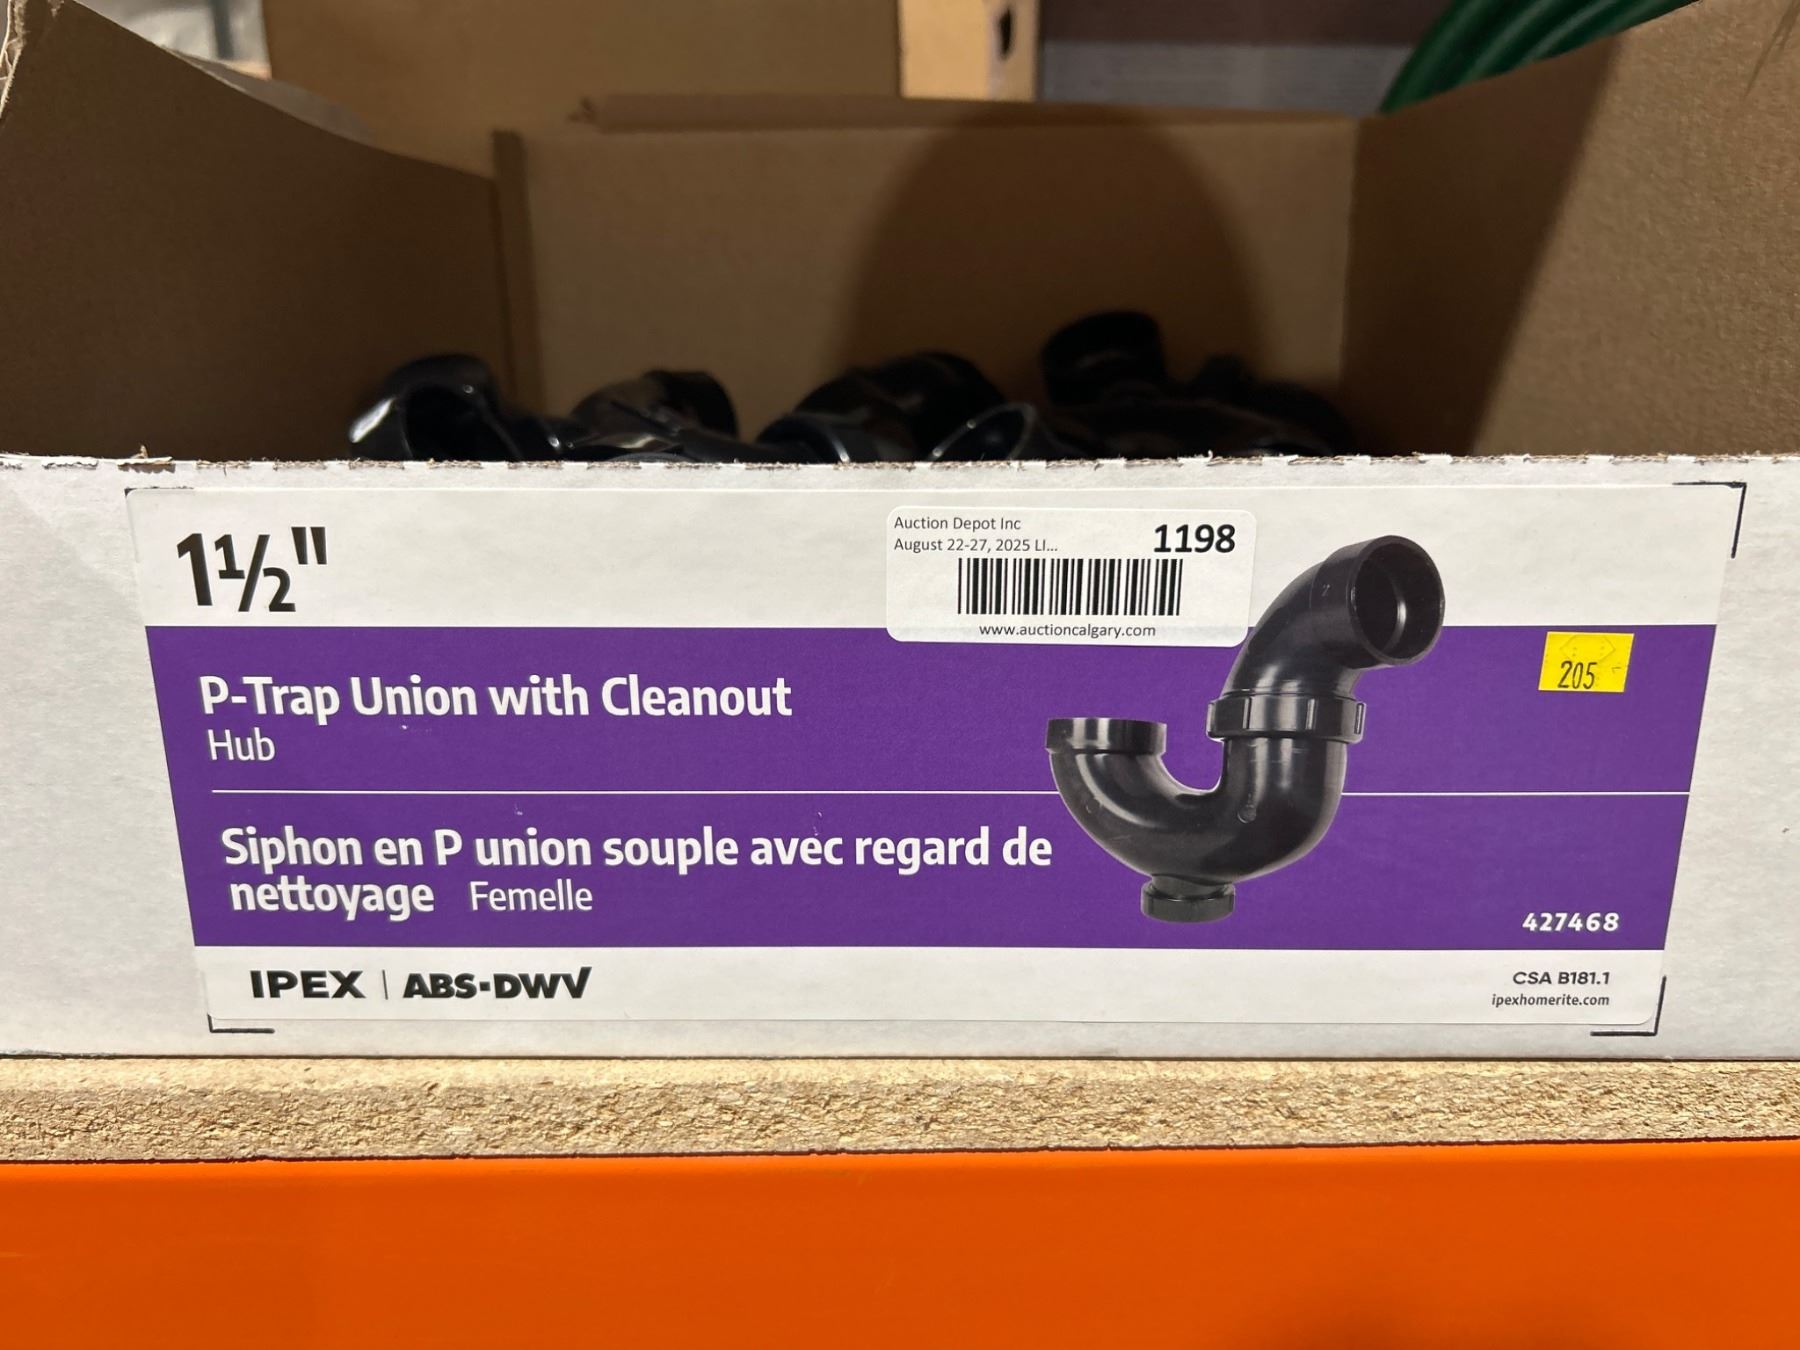 Auction Depot Inc
August 22-27, 2025 LI... 1198
www.auctioncalgary.com
1½"
205
P-Trap Union with Cleanout
Hub
Siphon en P union souple avec regard de
nettoyage Femelle
427468
IPEX | ABS·DWV
CSA B181.1
ipexhomerite.com